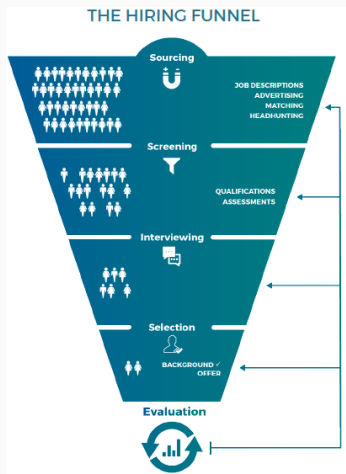 THE HIRING FUNNEL
Sourcing
JOB DESCRIPTIONS
ADVERTISING
MATCHING
HEADHUNTING
Screening
QUALIFICATIONS
ASSESSMENTS
Interviewing
Selection
BACKGROUND ✓
OFFER
Evaluation